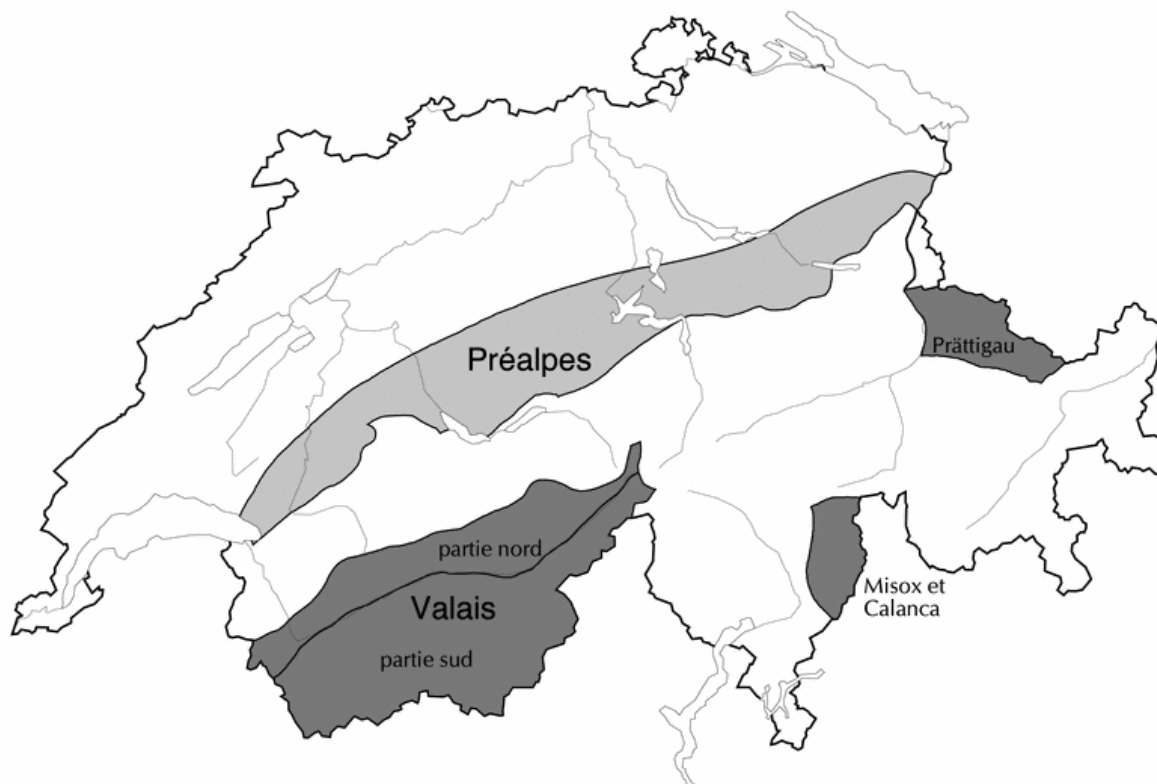 Préalpes
Prättigau
partie nord
Valais
partie sud
Misox et
Calanca